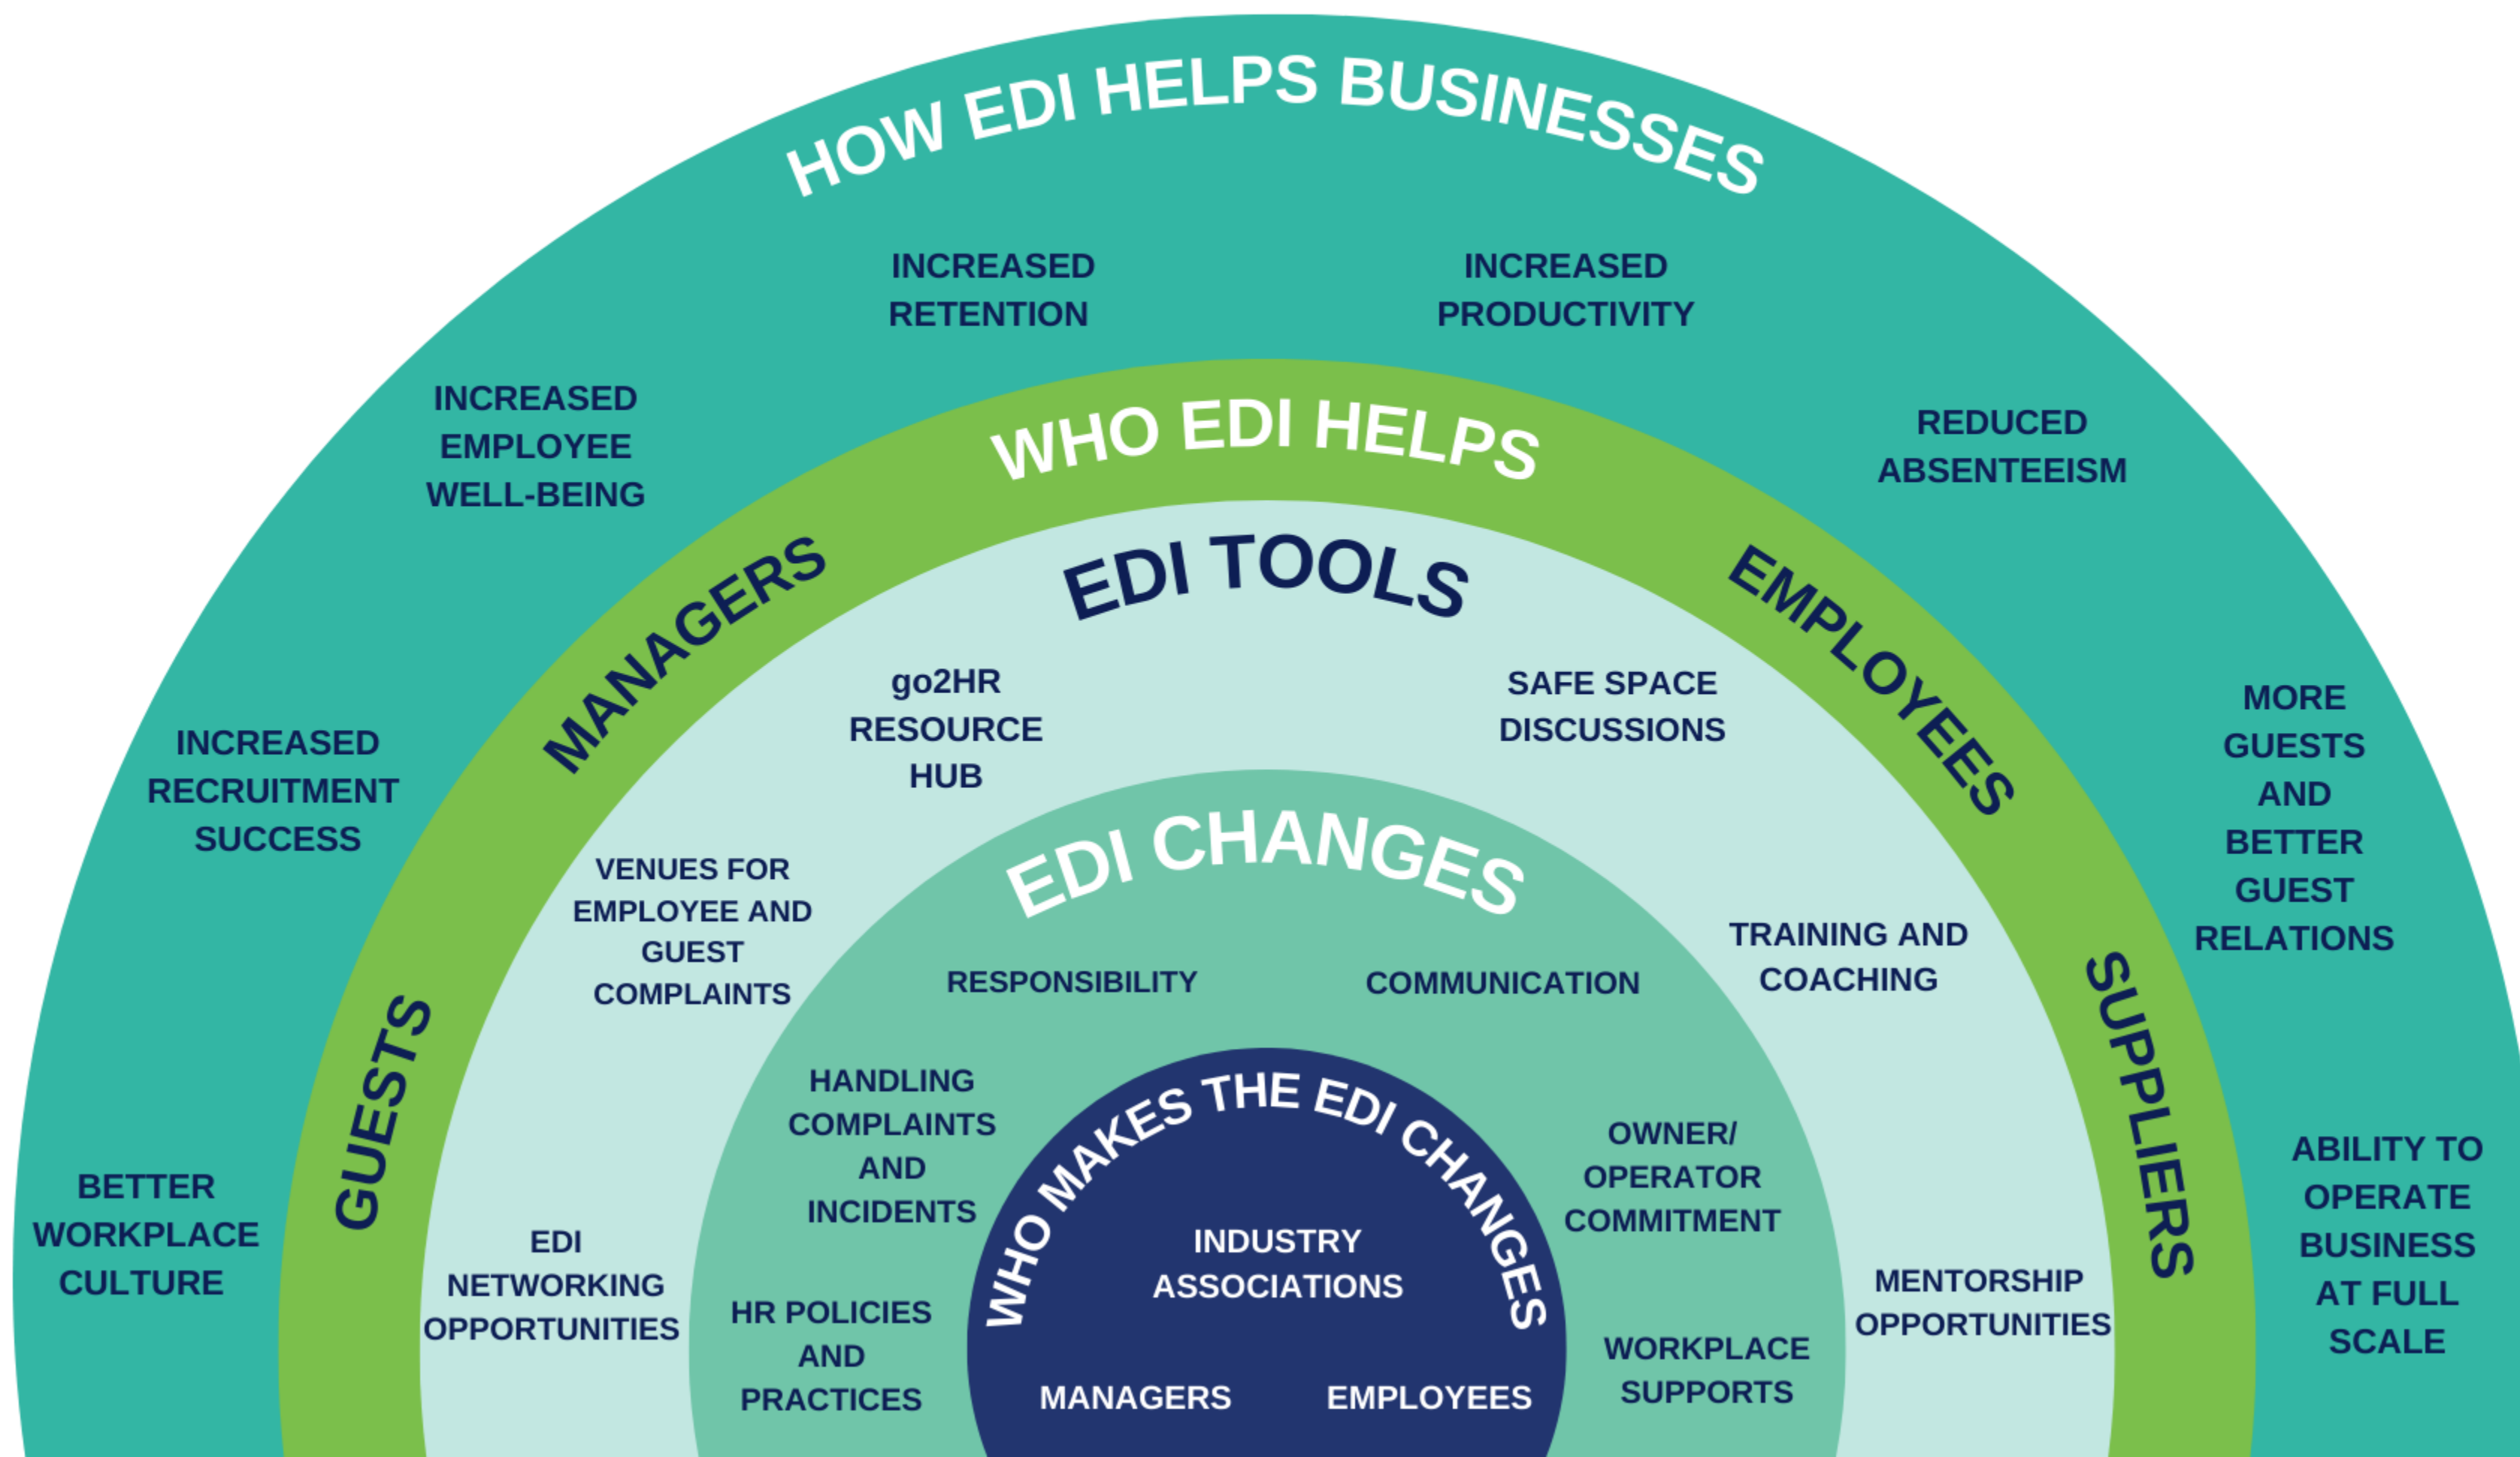 HOW EDI HELPS BUSINESSES
BETTER
WORKPLACE
CULTURE
INCREASED
RECRUITMENT
SUCCESS
INCREASED
EMPLOYEE
WELL-BEING
INCREASED
RETENTION
INCREASED
PRODUCTIVITY
REDUCED
ABSENTEEISM
MORE
GUESTS
AND
BETTER
GUEST
RELATIONS
ABILITY TO
OPERATE
BUSINESS
AT FULL
SCALE
WHO EDI HELPS
GUESTS
MANAGERS
EMPLOYEES
SUPPLIERS
EDI TOOLS
EDI
NETWORKING
OPPORTUNITIES
VENUES FOR
EMPLOYEE AND
GUEST
COMPLAINTS
go2HR
RESOURCE
HUB
SAFE SPACE
DISCUSSIONS
TRAINING AND
COACHING
MENTORSHIP
OPPORTUNITIES
EDI CHANGES
HR POLICIES
AND
PRACTICES
HANDLING
COMPLAINTS
AND
INCIDENTS
RESPONSIBILITY
COMMUNICATION
OWNER/
OPERATOR
COMMITMENT
WORKPLACE
SUPPORTS
WHO MAKES THE EDI CHANGES
INDUSTRY
ASSOCIATIONS
MANAGERS
EMPLOYEES